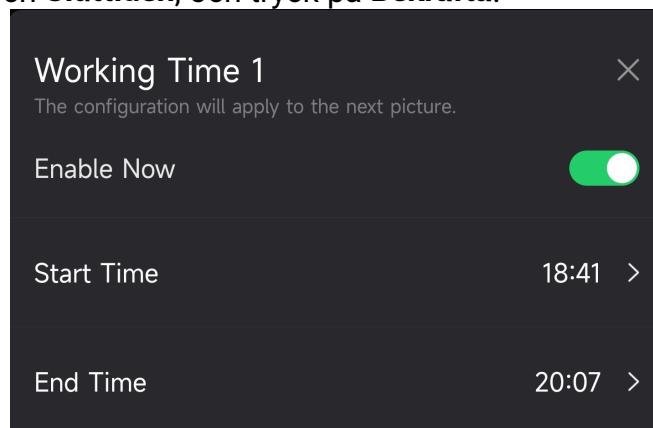 Working Time 1
The configuration will apply to the next picture.
Enable Now
Start Time 18:41 >
End Time 20:07 >